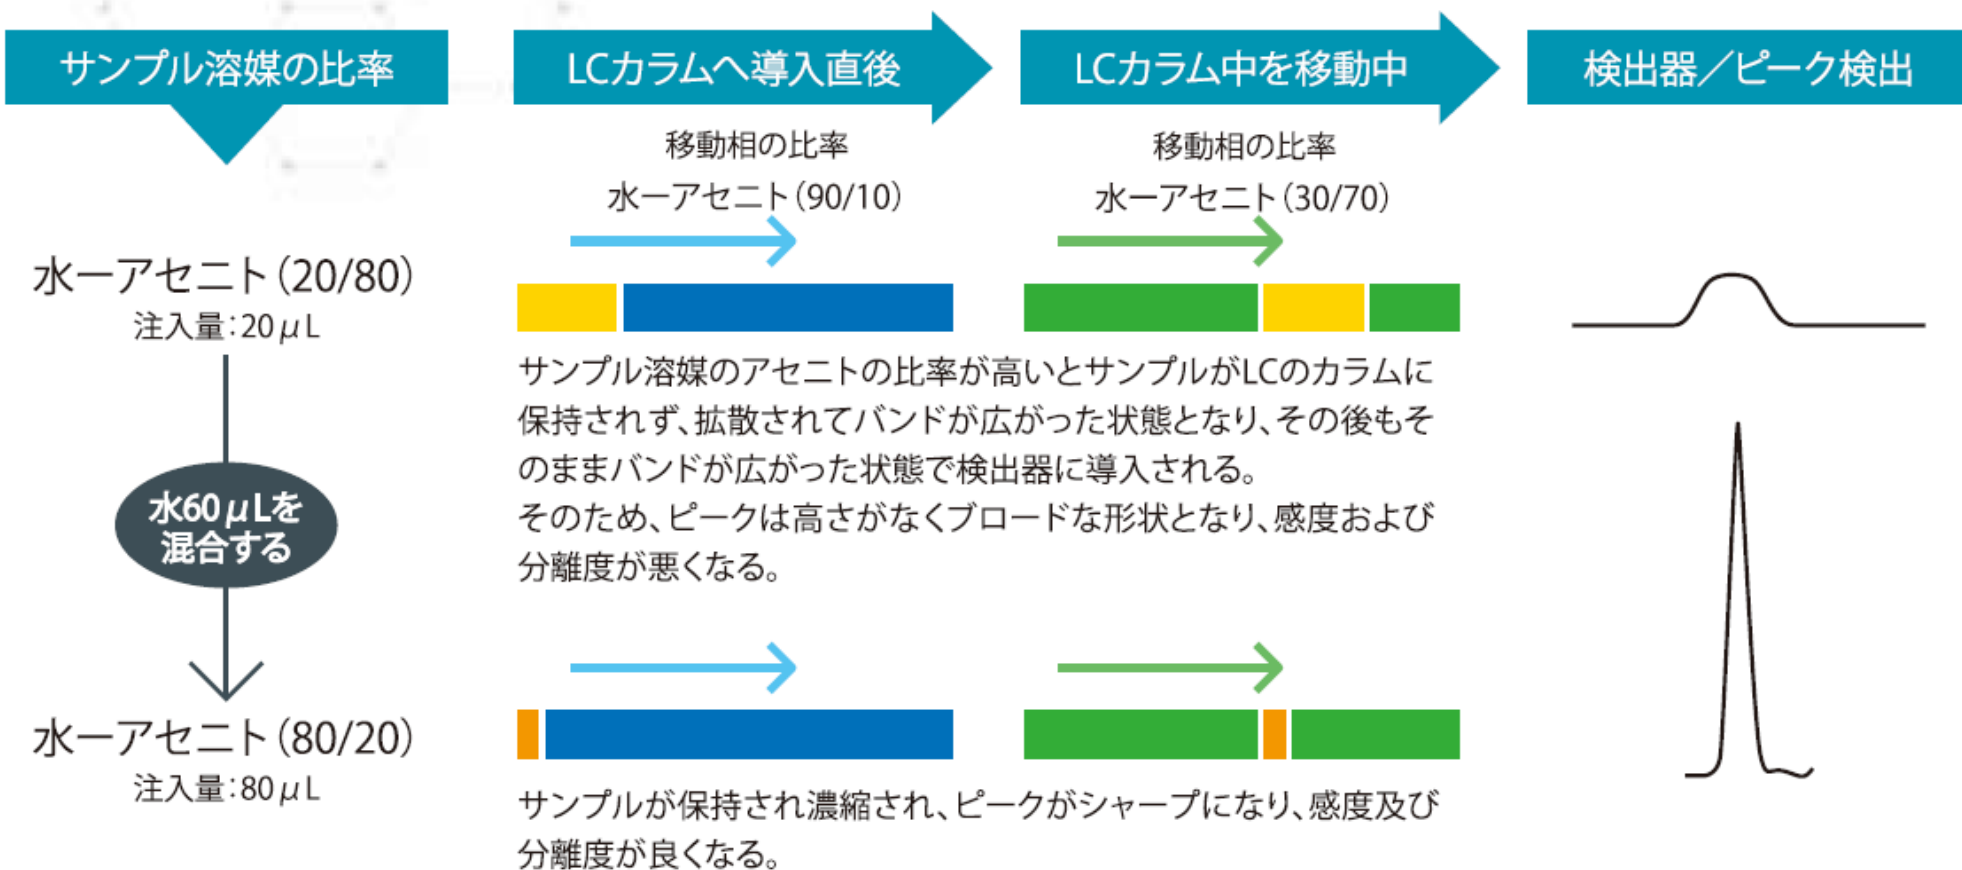 サンプル溶媒の比率
LCカラムへ導入直後
LCカラム中を移動中
検出器／ピーク検出
移動相の比率
水ーアセニト（90/10）
移動相の比率
水ーアセニト（30/70）
水ーアセニト（20/80）
注入量：20μL
サンプル溶媒のアセニトの比率が高いとサンプルがLCのカラムに
保持されず、拡散されてバンドが広がった状態となり、その後もそ
のままバンドが広がった状態で検出器に導入される。
そのため、ピークは高さがなくブロードな形状となり、感度および
分離度が悪くなる。
水60μLを
混合する
水ーアセニト（80/20）
注入量：80μL
サンプルが保持され濃縮され、ピークがシャープになり、感度及び
分離度が良くなる。